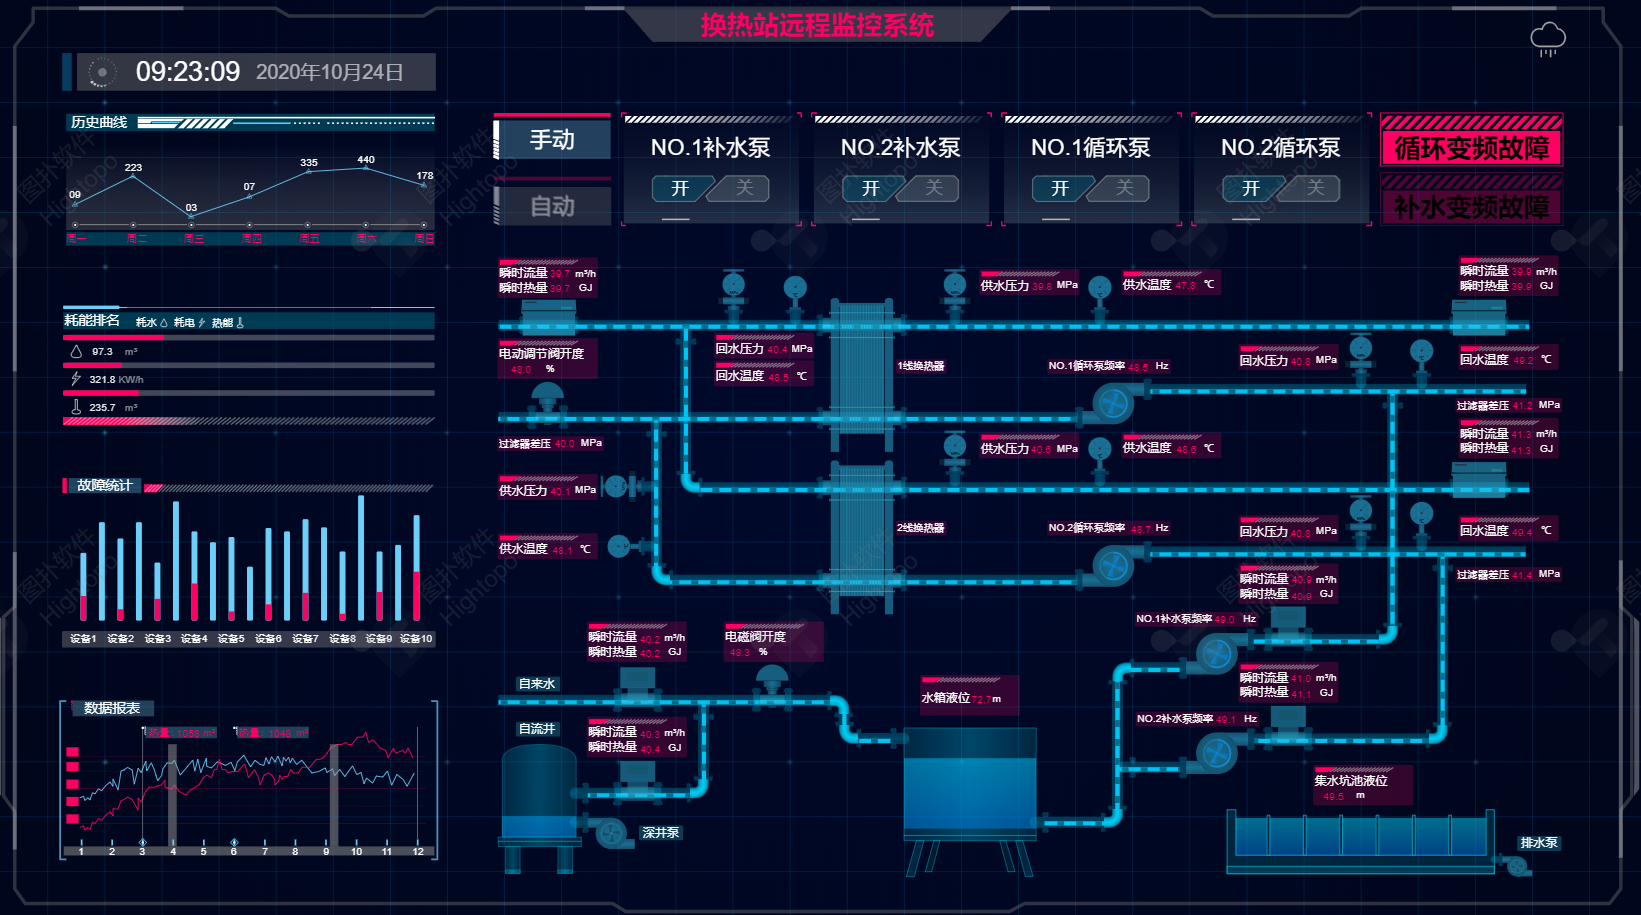 换热站远程监控系统
09:23:09 2020年10月24日
历史曲线
09 223 03 07 335 440 178
周一 周二 周三 周四 周五 周六 周日
耗能排名 耗水 耗电 热能
97.3 m³
321.8 KW/h
235.7 m³
故障统计
设备1 设备2 设备3 设备4 设备5 设备6 设备7 设备8 设备9 设备10
数据报表
1 2 3 4 5 6 7 8 9 10 11 12
手动
自动
NO.1补水泵
开 关
NO.2补水泵
开 关
NO.1循环泵
开 关
NO.2循环泵
开 关
循环变频故障
补水变频故障
瞬时流量 39.7 m³/h
瞬时热量 39.7 GJ
供水压力 39.8 MPa
供水温度 47.8 ℃
瞬时流量 39.9 m³/h
瞬时热量 39.9 GJ
电动调节阀开度
48.0 %
回水压力 40.4 MPa
回水温度 48.5 ℃
1线换热器
NO.1循环泵频率 48.5 Hz
回水压力 40.8 MPa
回水温度 49.2 ℃
过滤器差压 41.2 MPa
过滤器差压 40.0 MPa
供水压力 40.6 MPa
供水温度 48.6 ℃
瞬时流量 41.3 m³/h
瞬时热量 41.3 GJ
供水压力 40.1 MPa
供水温度 48.1 ℃
2线换热器
NO.2循环泵频率 48.7 Hz
回水压力 40.8 MPa
回水温度 49.4 ℃
过滤器差压 41.4 MPa
瞬时流量 40.9 m³/h
瞬时热量 40.9 GJ
NO.1补水泵频率 49.0 Hz
瞬时流量 40.2 m³/h
瞬时热量 40.2 GJ
电磁阀开度
48.3 %
自来水
水箱液位 72.7 m
瞬时流量 41.0 m³/h
瞬时热量 41.1 GJ
NO.2补水泵频率 49.1 Hz
自流井
瞬时流量 40.3 m³/h
瞬时热量 40.4 GJ
集水坑池液位
49.5 m
深井泵
排水泵
图扑软件
Hightopo